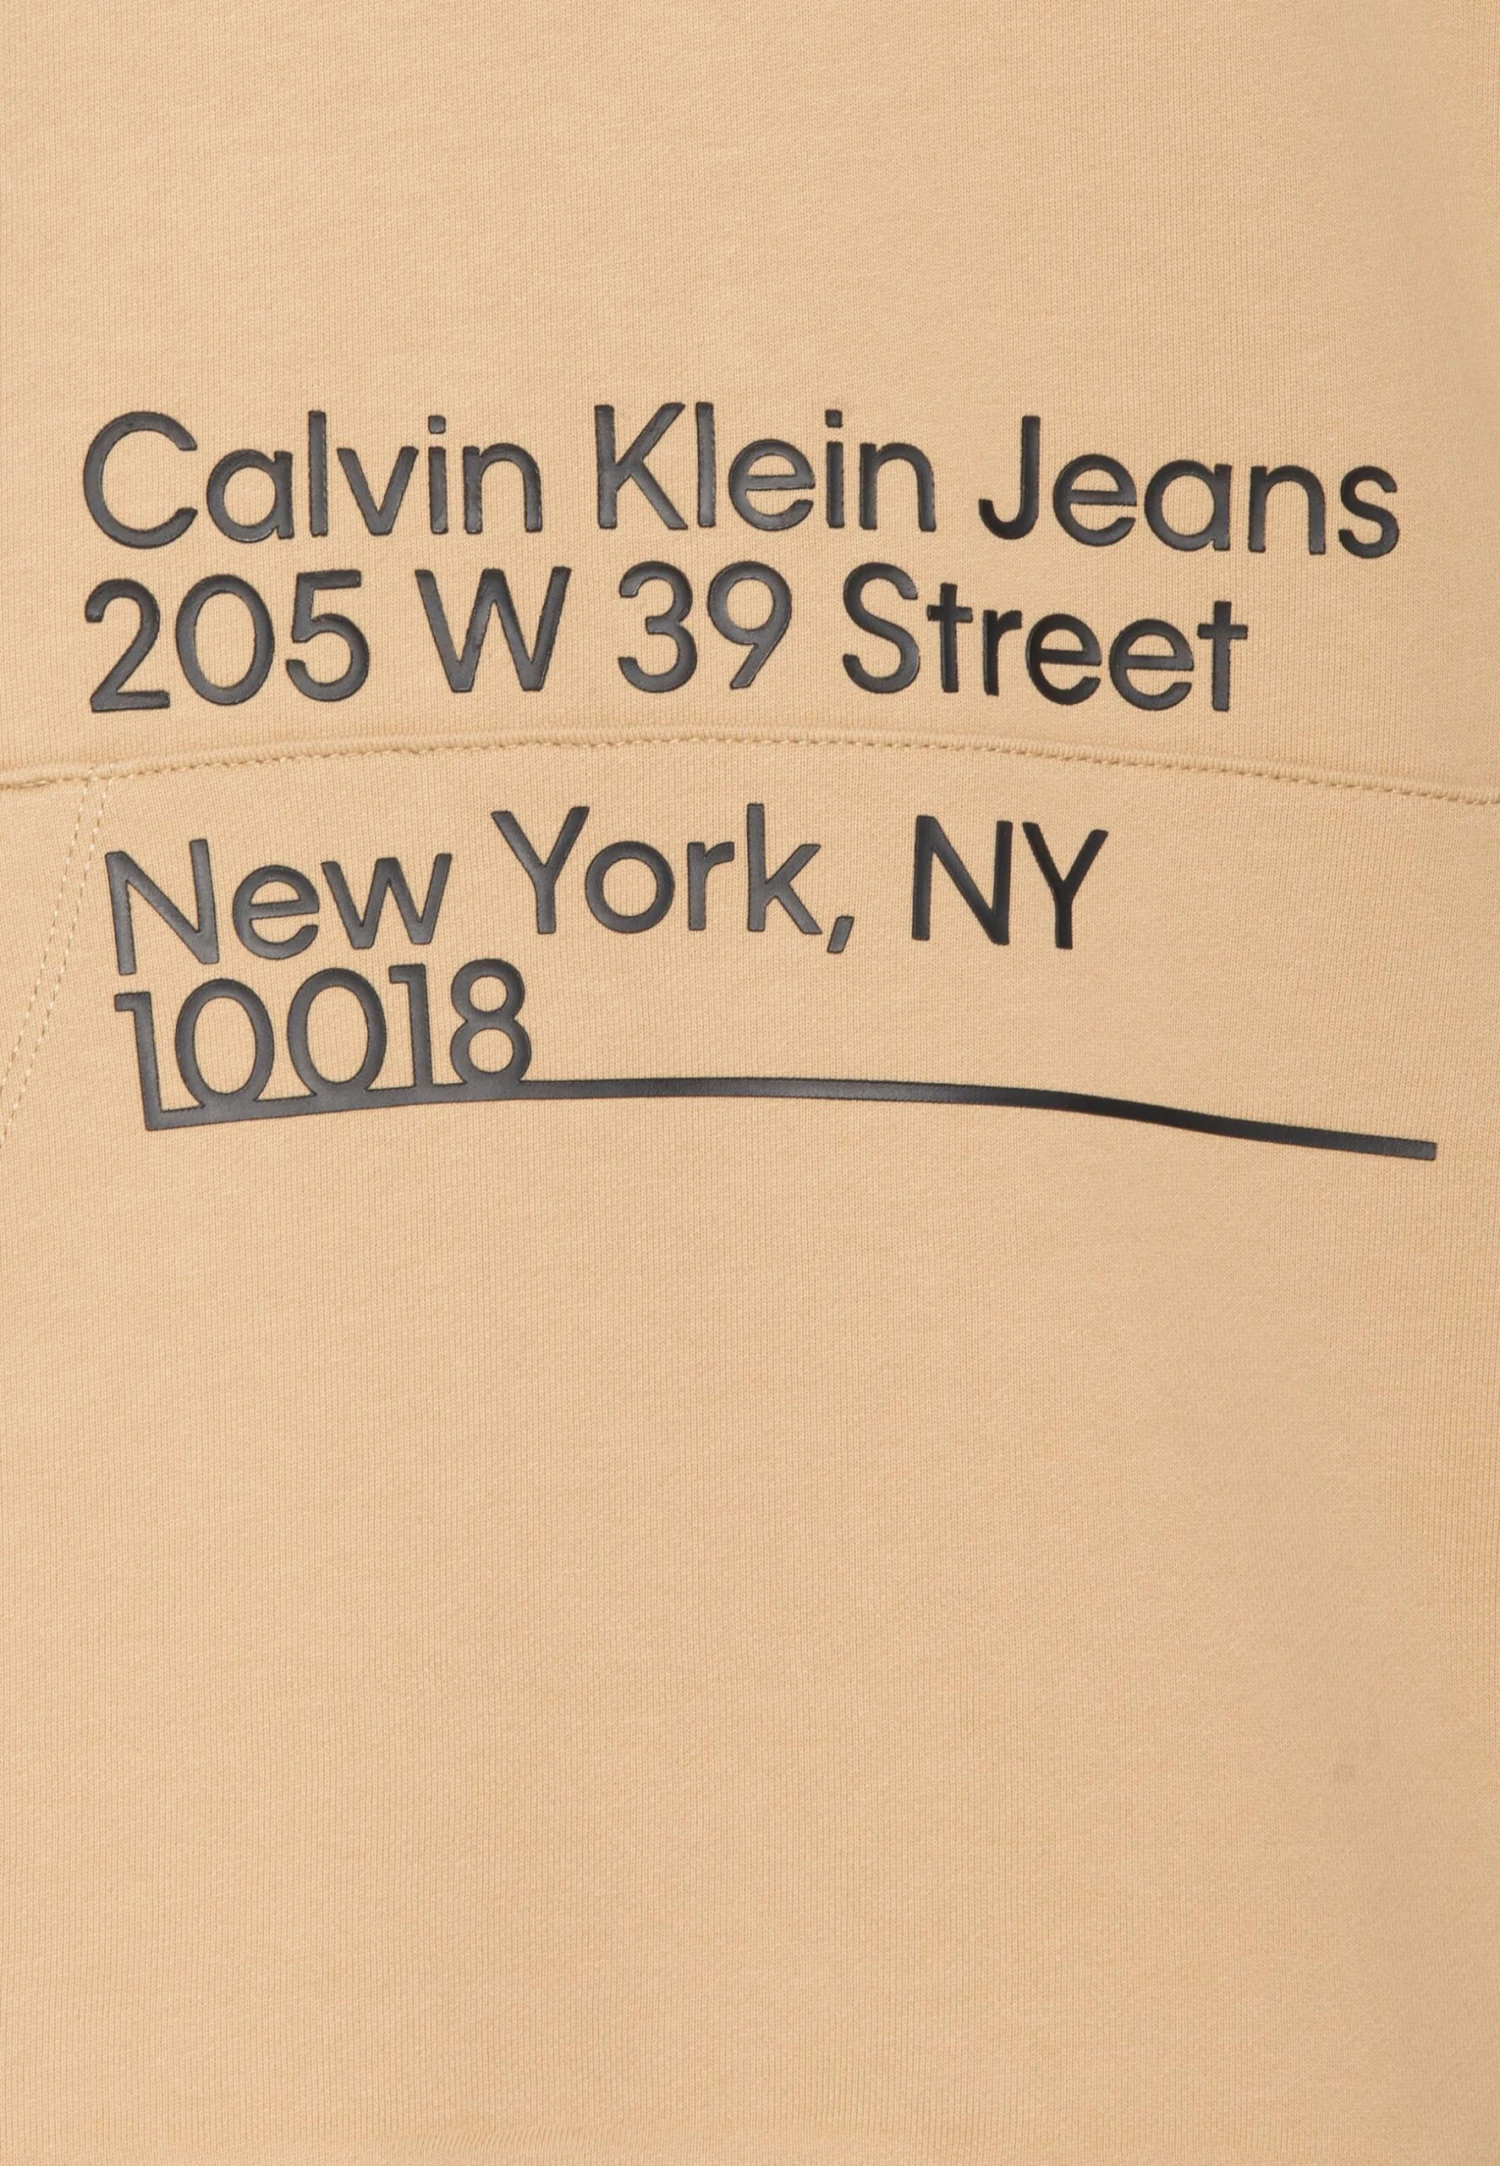 Calvin Klein Jeans
205 W 39 Street
New York, NY
10018